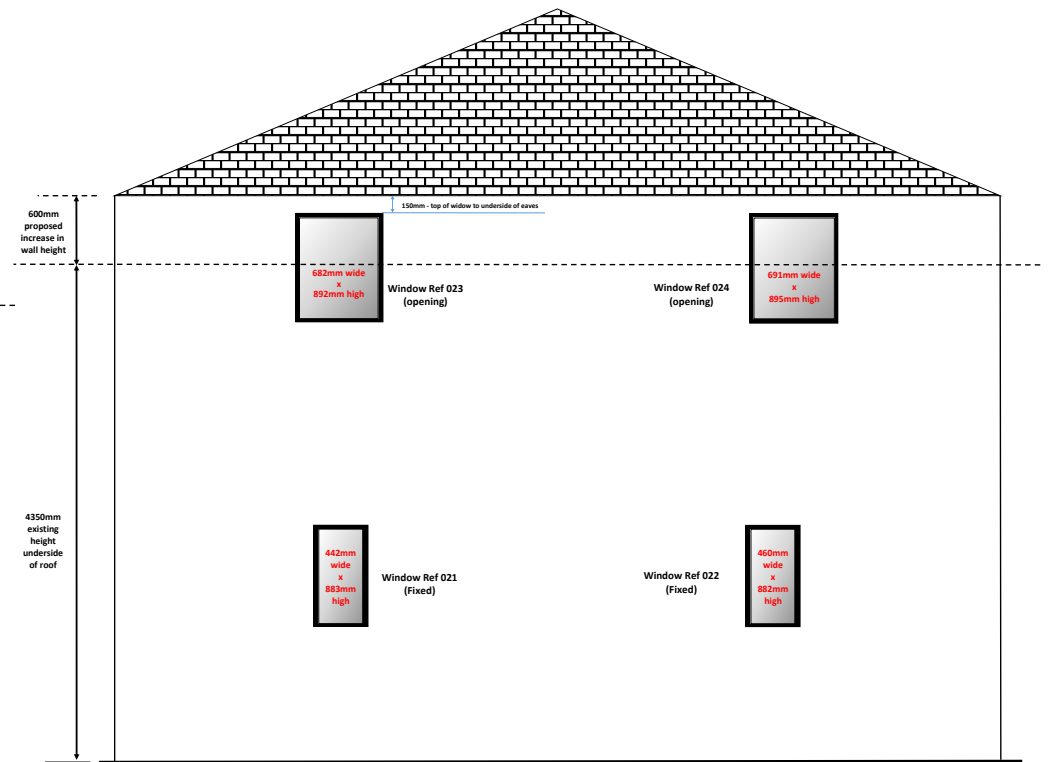 600mm
proposed
increase in
wall height
150mm - top of widow to underside of eaves
682mm wide
x
892mm high
Window Ref 023
(opening)
Window Ref 024
(opening)
691mm wide
x
895mm high
4350mm
existing
height
underside
of roof
442mm
wide
x
883mm
high
Window Ref 021
(Fixed)
Window Ref 022
(Fixed)
460mm
wide
x
882mm
high